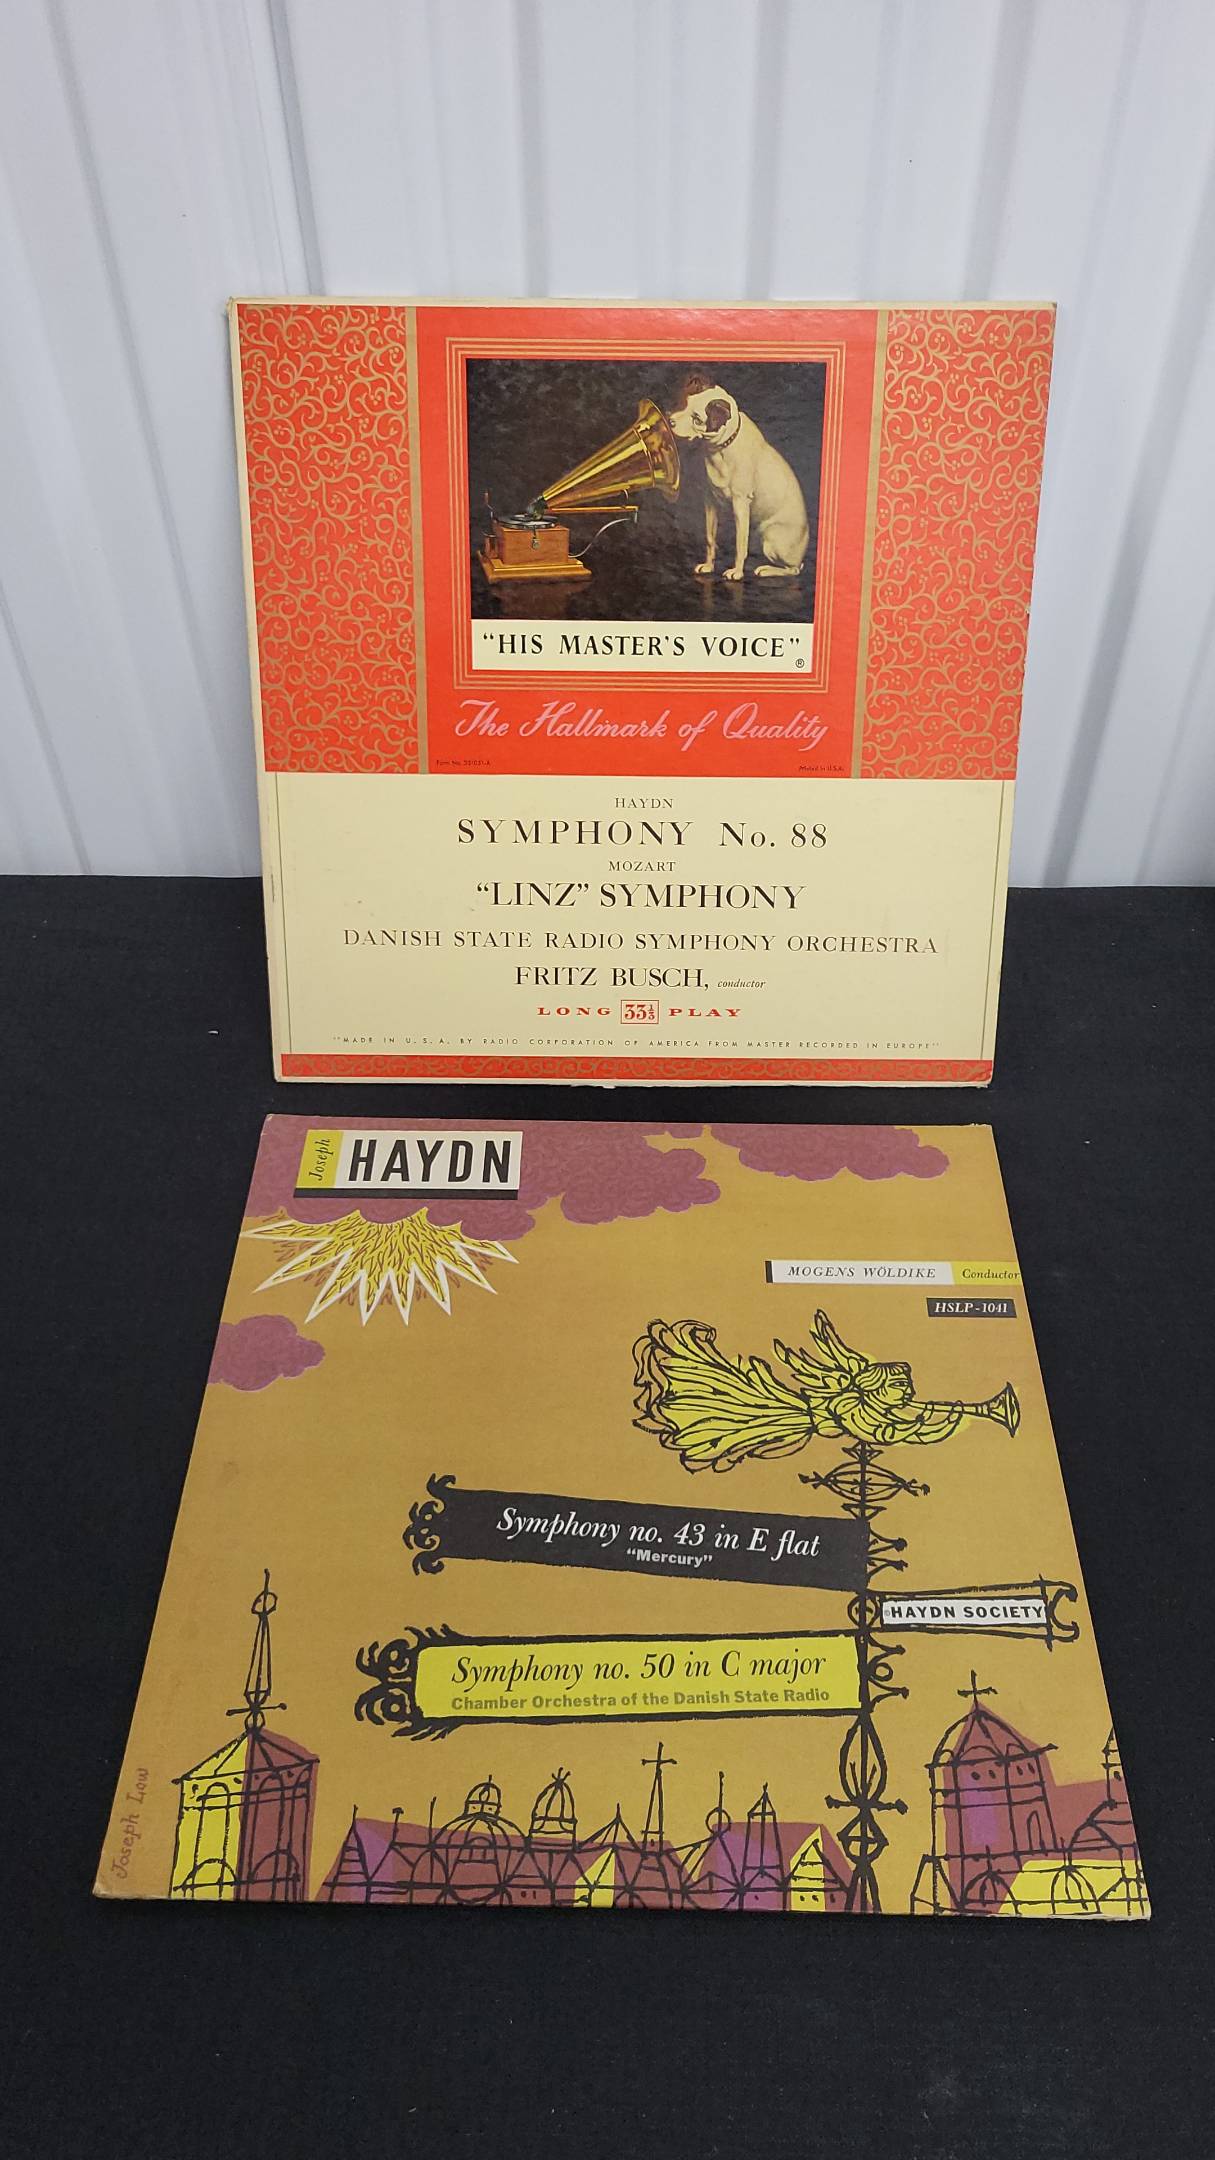 "HIS MASTER'S VOICE"
®
The Hallmark of Quality
Printed in U.S.A.
HAYDN
SYMPHONY No. 88
MOZART
"LINZ" SYMPHONY
DANISH STATE RADIO SYMPHONY ORCHESTRA
FRITZ BUSCH, conductor
LONG 33⅓ PLAY
"MADE IN U.S.A. BY RADIO CORPORATION OF AMERICA FROM MASTER RECORDED IN EUROPE"
Joseph HAYDN
MOGENS WÖLDIKE Conductor
HSLP-1041
Symphony no. 43 in E flat
"Mercury"
©HAYDN SOCIETY
Symphony no. 50 in C major
Chamber Orchestra of the Danish State Radio
Joseph Low